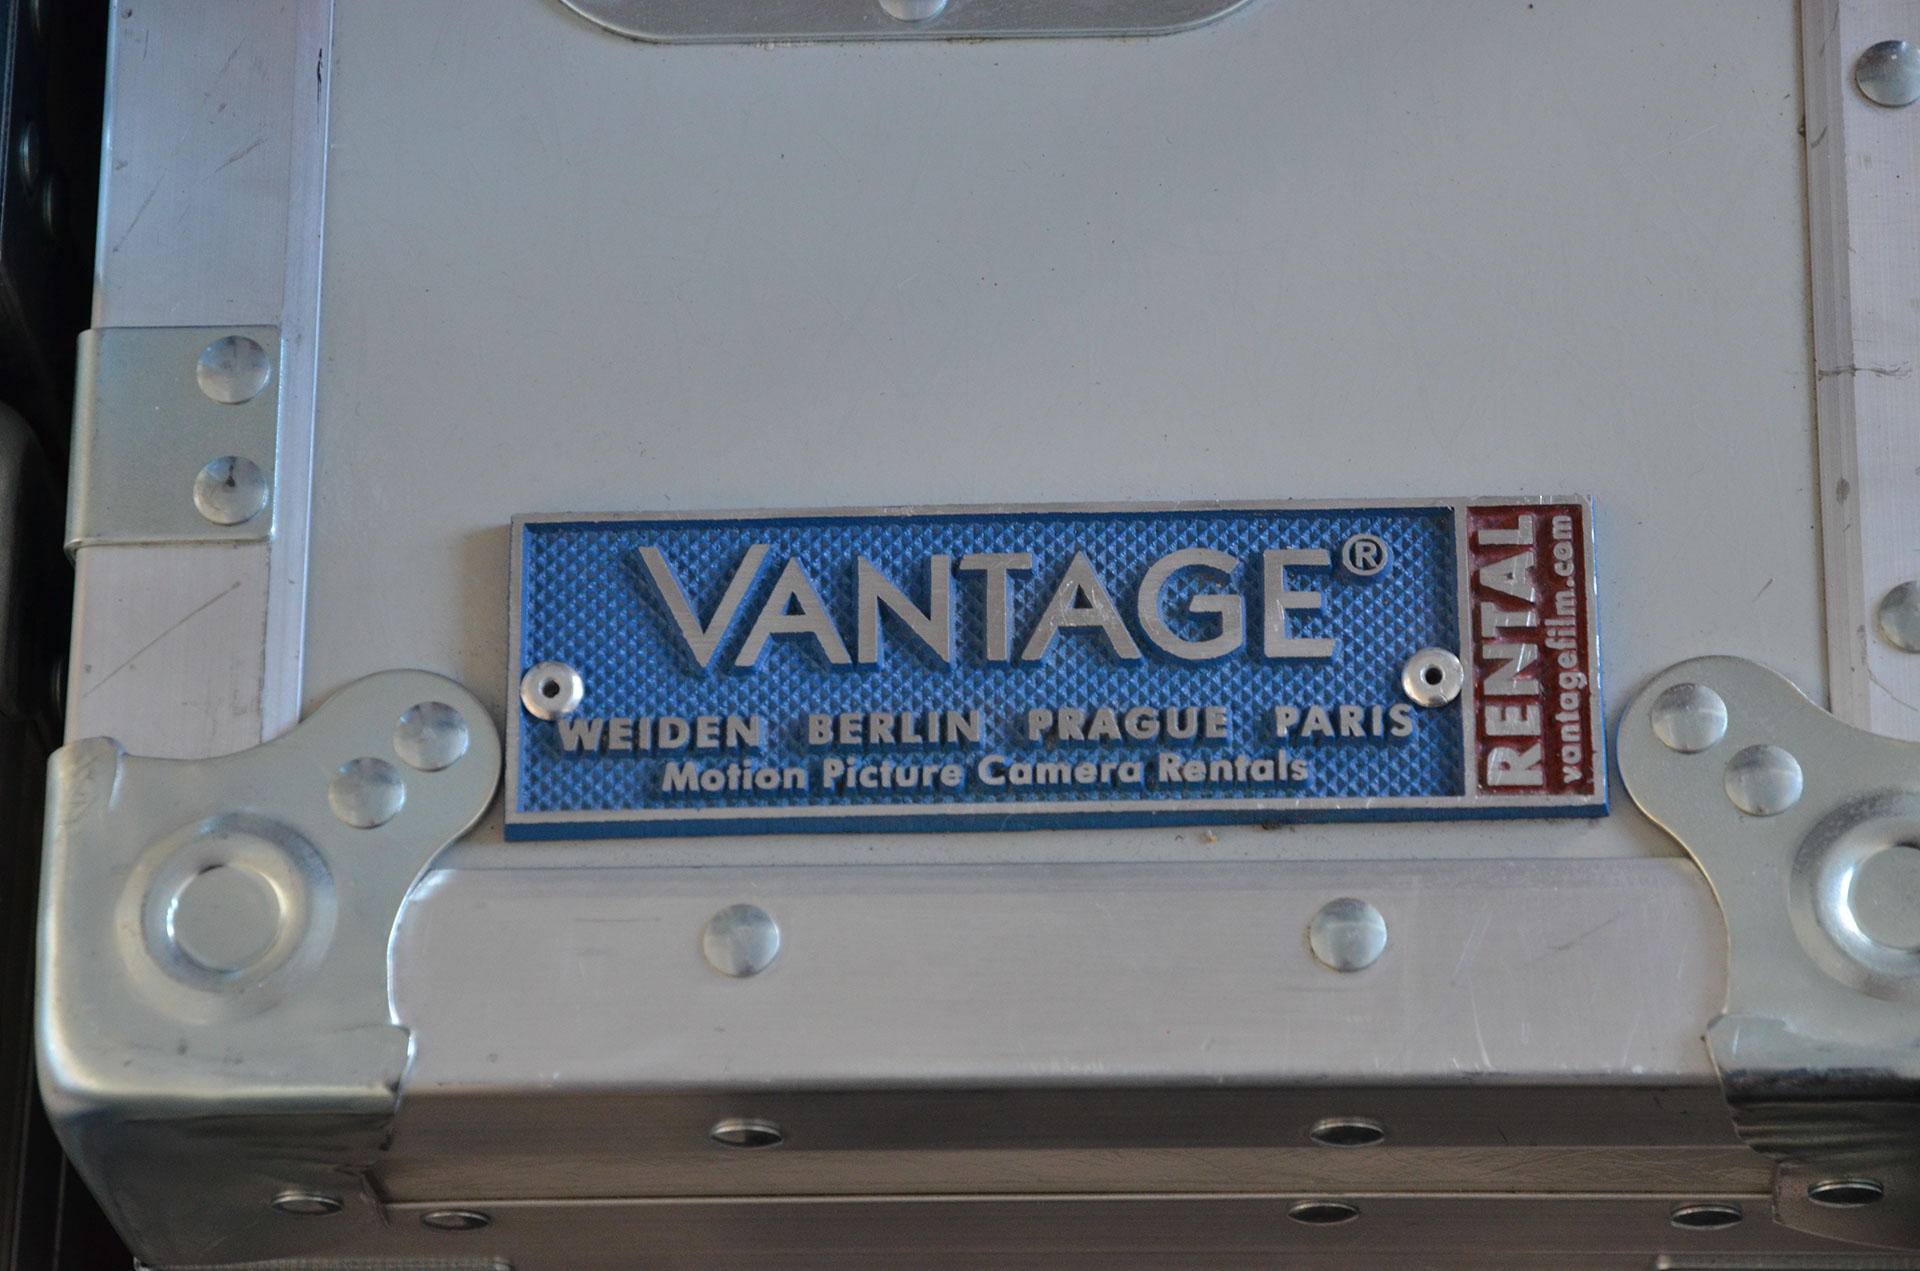 VANTAGE®
WEIDEN BERLIN PRAGUE PARIS
Motion Picture Camera Rentals
RENTAL
vantagefilm.com